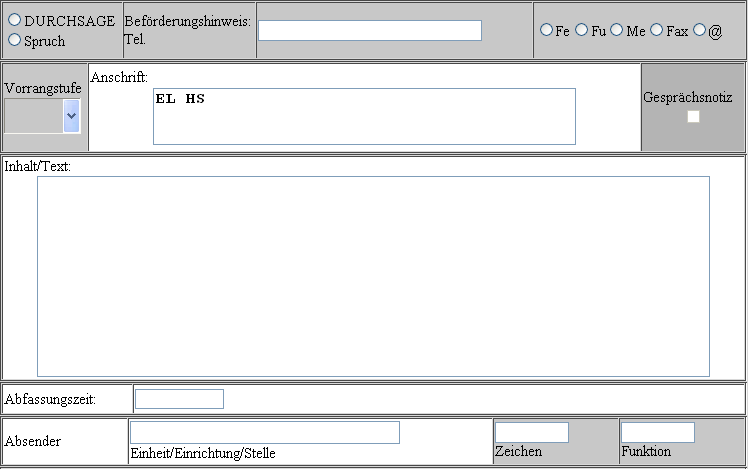 DURCHSAGE
Spruch
Beförderungshinweis:
Tel.
Fe Fu Me Fax @
Vorrangstufe
Anschrift:
EL HS
Gesprächsnotiz
Inhalt/Text:
Abfassungszeit:
Absender
Einheit/Einrichtung/Stelle
Zeichen
Funktion